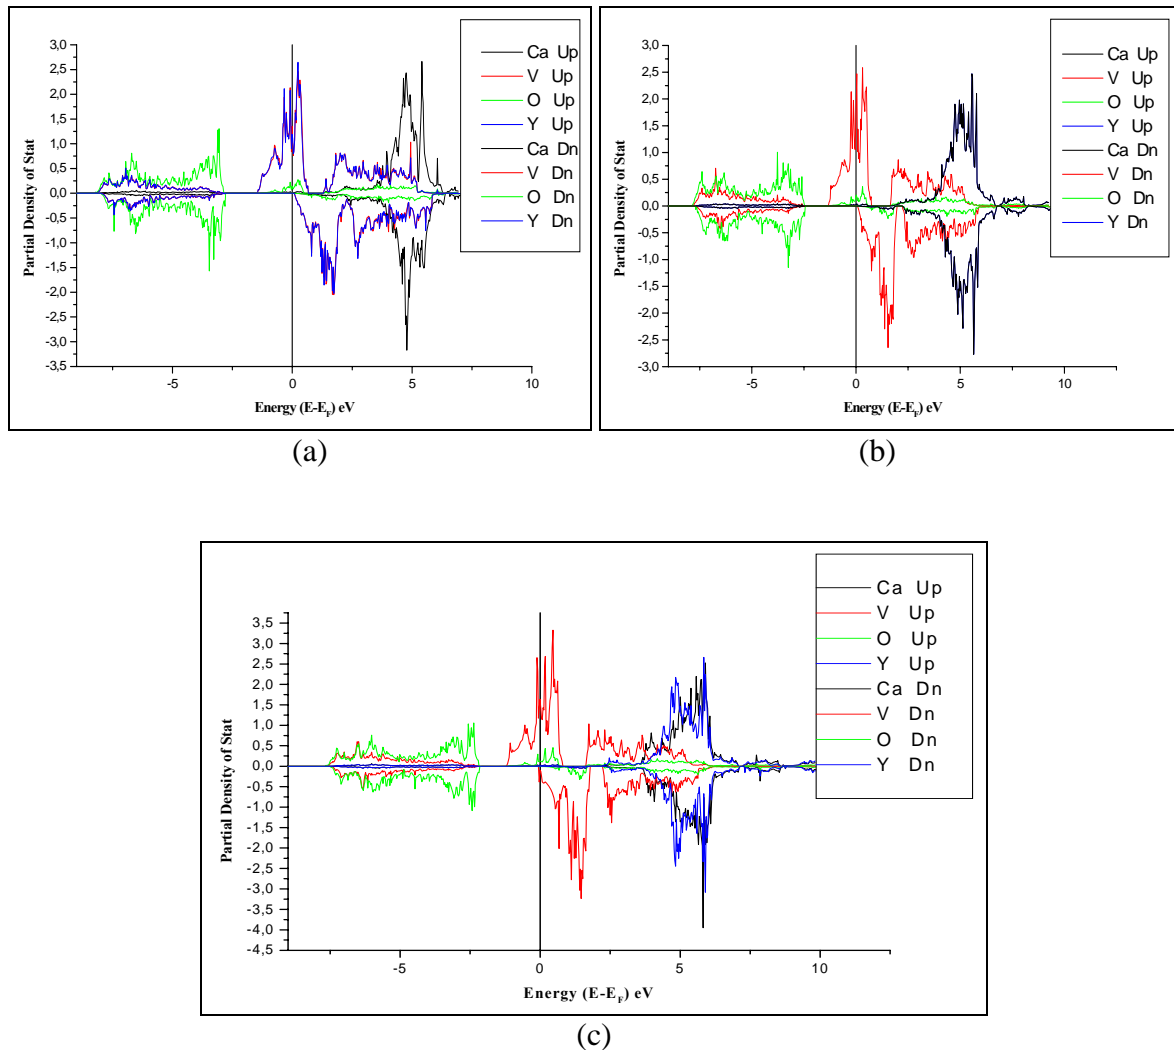 3,0
2,5
2,0
1,5
1,0
0,5
0,0
-0,5
-1,0
-1,5
-2,0
-2,5
-3,0
-3,5
Partial Density of Stat
-5 0 5 10
Energy (E-E_F) eV
Ca Up
V Up
O Up
Y Up
Ca Dn
V Dn
O Dn
Y Dn
(a)
3,0
2,5
2,0
1,5
1,0
0,5
0,0
-0,5
-1,0
-1,5
-2,0
-2,5
-3,0
Partial Density of Stat
-5 0 5 10
Energy (E-E_F) eV
Ca Up
V Up
O Up
Y Up
Ca Dn
V Dn
O Dn
Y Dn
(b)
3,5
3,0
2,5
2,0
1,5
1,0
0,5
0,0
-0,5
-1,0
-1,5
-2,0
-2,5
-3,0
-3,5
-4,0
-4,5
Partial Density of Stat
-5 0 5 10
Energy (E-E_F) eV
Ca Up
V Up
O Up
Y Up
Ca Dn
V Dn
O Dn
Y Dn
(c)